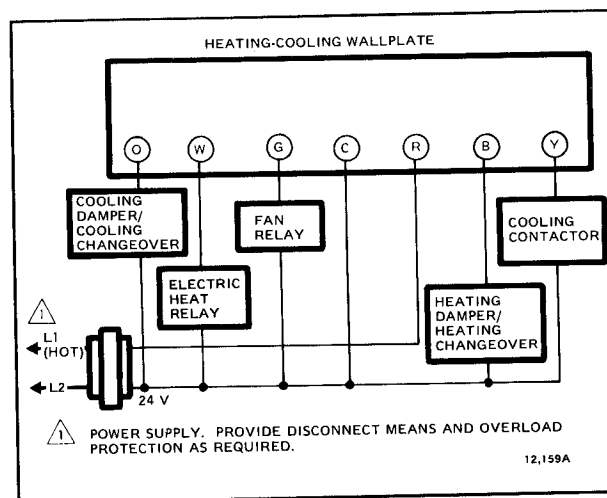 HEATING-COOLING WALLPLATE
O W G C R B Y
COOLING
DAMPER/
COOLING
CHANGEOVER
FAN
RELAY
COOLING
CONTACTOR
ELECTRIC
HEAT
RELAY
HEATING
DAMPER/
HEATING
CHANGEOVER
1
L1
(HOT)
L2
24 V
1 POWER SUPPLY. PROVIDE DISCONNECT MEANS AND OVERLOAD
PROTECTION AS REQUIRED.
12,159A